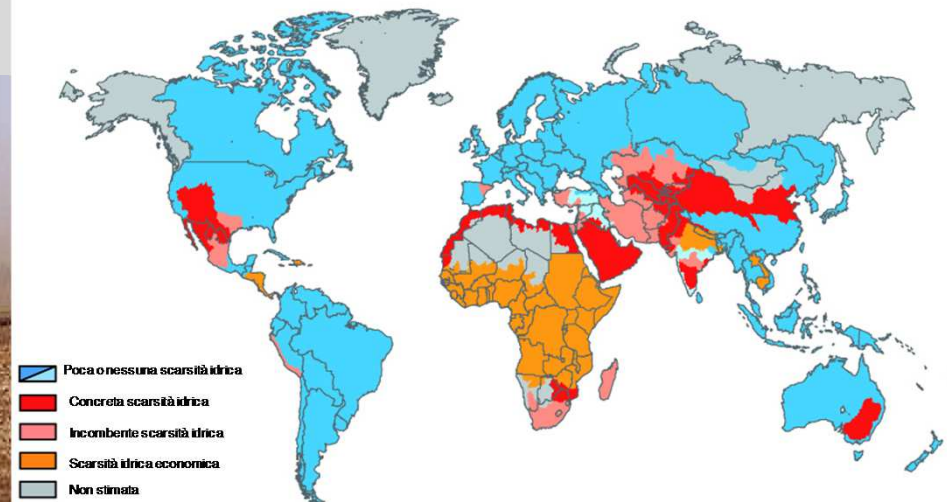 Poca o nessuna scarsità idrica
Concreta scarsità idrica
Incombente scarsità idrica
Scarsità idrica economica
Non stimata